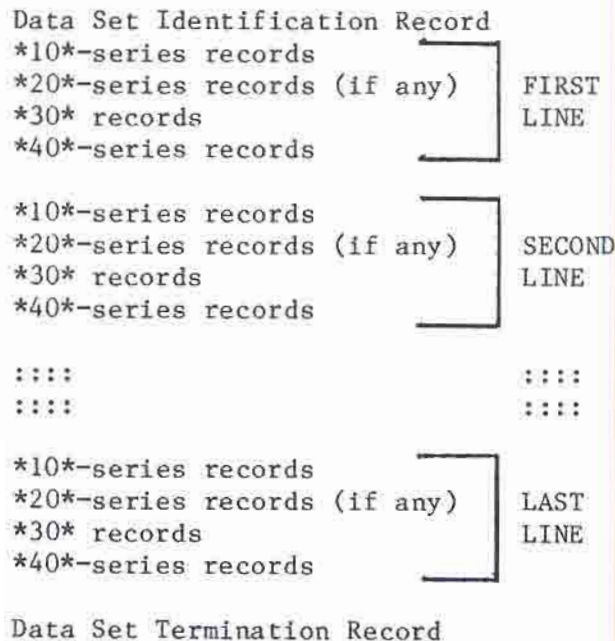 Data Set Identification Record
*10*-series records
*20*-series records (if any) FIRST
*30* records LINE
*40*-series records
*10*-series records
*20*-series records (if any) SECOND
*30* records LINE
*40*-series records
:::: ::::
:::: ::::
*10*-series records
*20*-series records (if any) LAST
*30* records LINE
*40*-series records
Data Set Termination Record